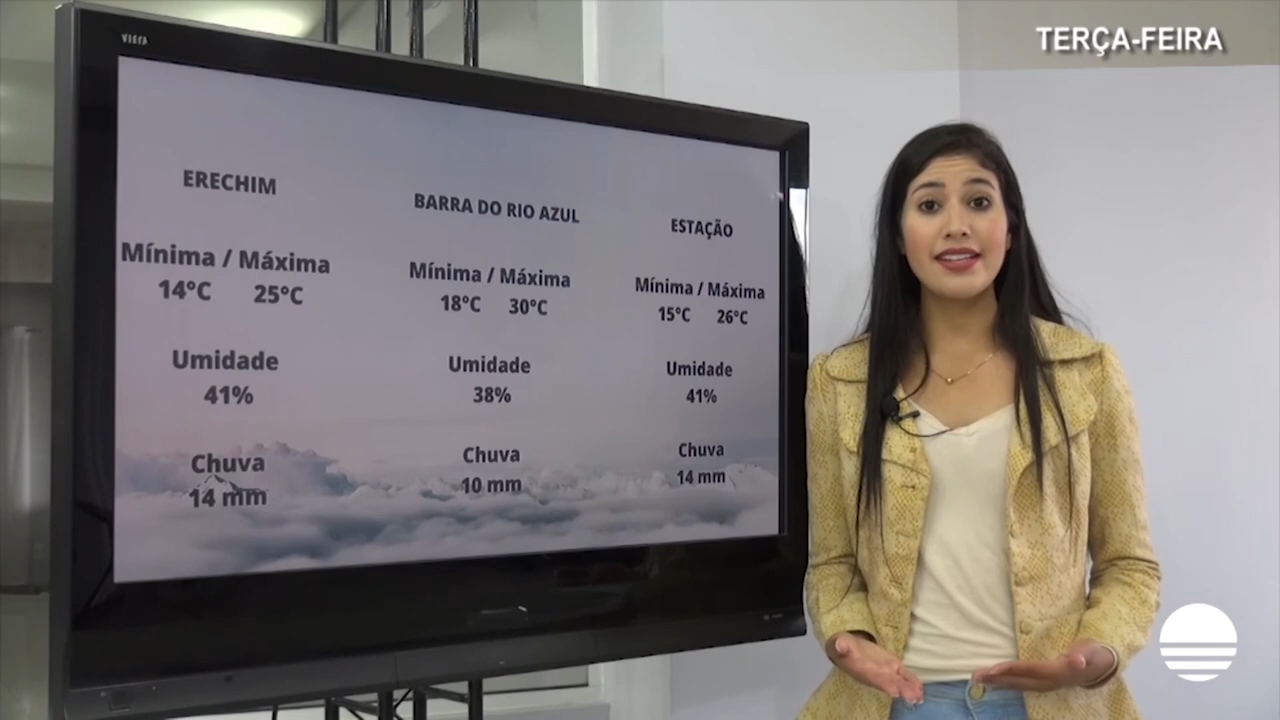 TERÇA-FEIRA
VIERA
ERECHIM
Mínima / Máxima
14°C 25°C
Umidade
41%
Chuva
14 mm
BARRA DO RIO AZUL
Mínima / Máxima
18°C 30°C
Umidade
38%
Chuva
10 mm
ESTAÇÃO
Mínima / Máxima
15°C 26°C
Umidade
41%
Chuva
14 mm